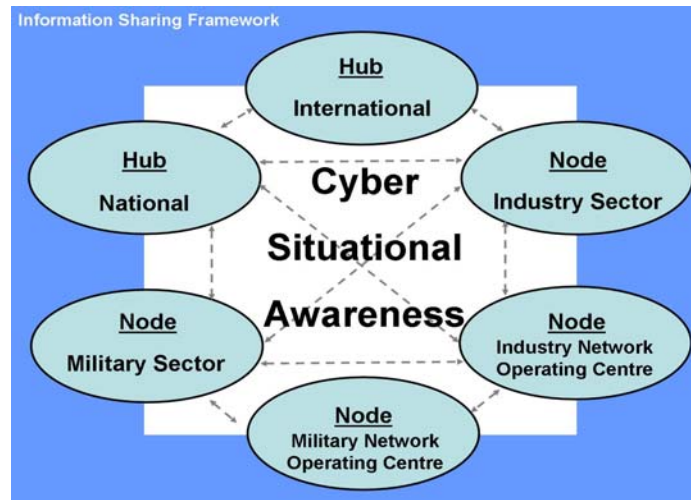 Information Sharing Framework
Hub
International
Hub
National
Node
Industry Sector
Cyber
Situational
Awareness
Node
Military Sector
Node
Industry Network
Operating Centre
Node
Military Network
Operating Centre